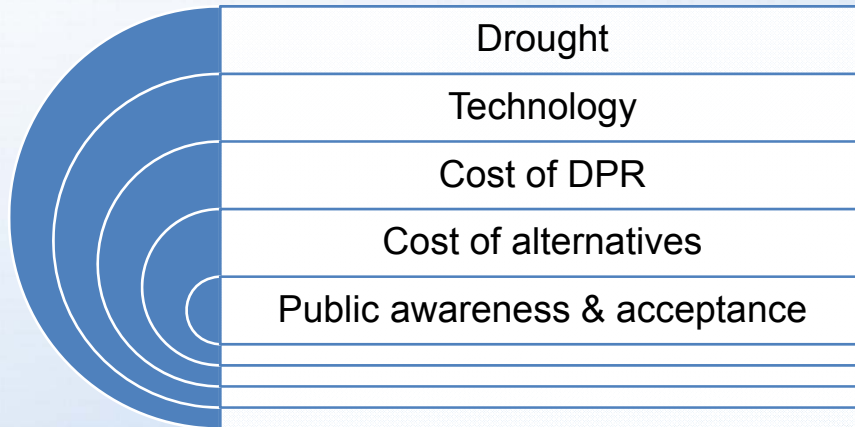 Drought
Technology
Cost of DPR
Cost of alternatives
Public awareness & acceptance